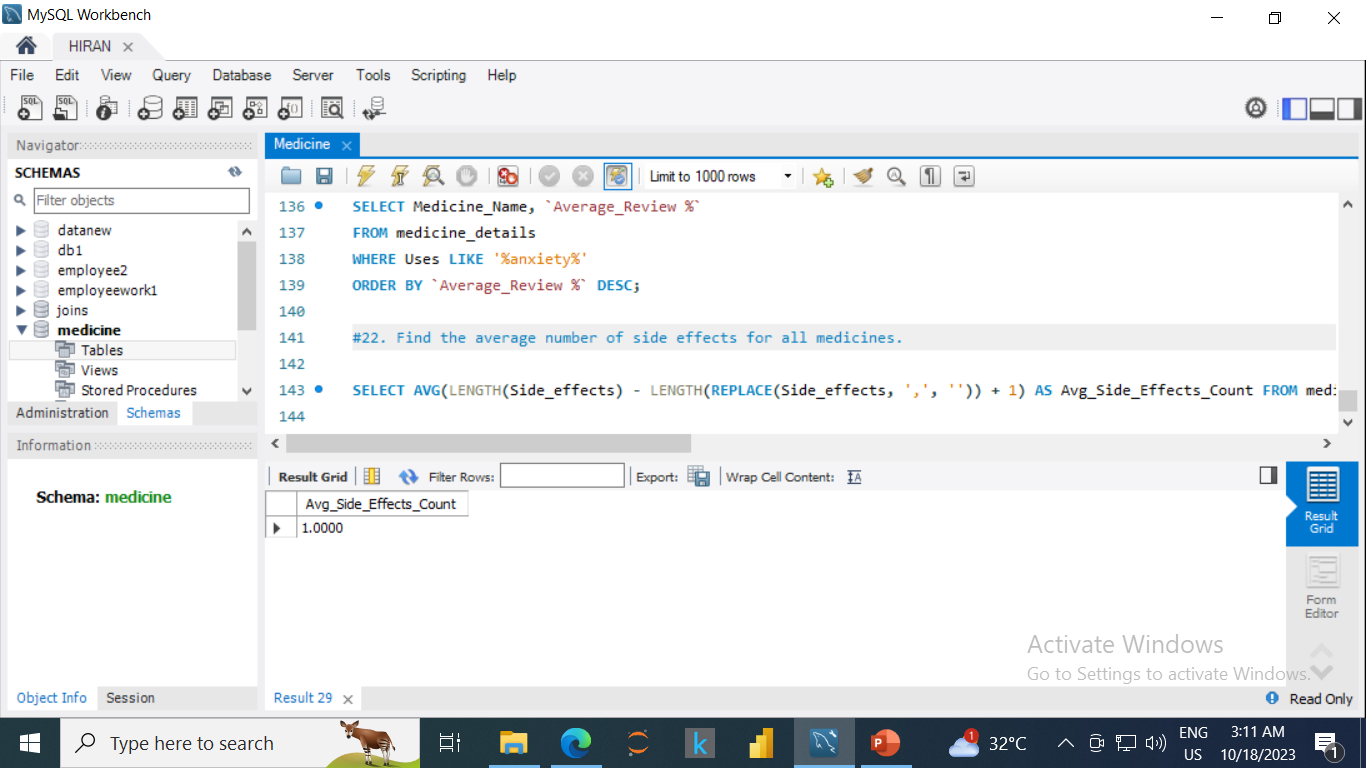 MySQL Workbench
HIRAN
File Edit View Query Database Server Tools Scripting Help
Navigator
SCHEMAS
Filter objects
datanew
db1
employee2
employeework1
joins
medicine
Tables
Views
Stored Procedures
Administration Schemas
Information
Schema: medicine
Object Info Session
Medicine
Limit to 1000 rows
136 SELECT Medicine_Name, `Average_Review %`
137 FROM medicine_details
138 WHERE Uses LIKE '%anxiety%'
139 ORDER BY `Average_Review %` DESC;
140
141 #22. Find the average number of side effects for all medicines.
142
143 SELECT AVG(LENGTH(Side_effects) - LENGTH(REPLACE(Side_effects, ',', '')) + 1) AS Avg_Side_Effects_Count FROM medi
144
Result Grid Filter Rows: Export: Wrap Cell Content:
Avg_Side_Effects_Count
1.0000
Result Grid
Form Editor
Activate Windows
Go to Settings to activate Windows.
Result 29
Read Only
Type here to search
32°C
ENG US
3:11 AM
10/18/2023